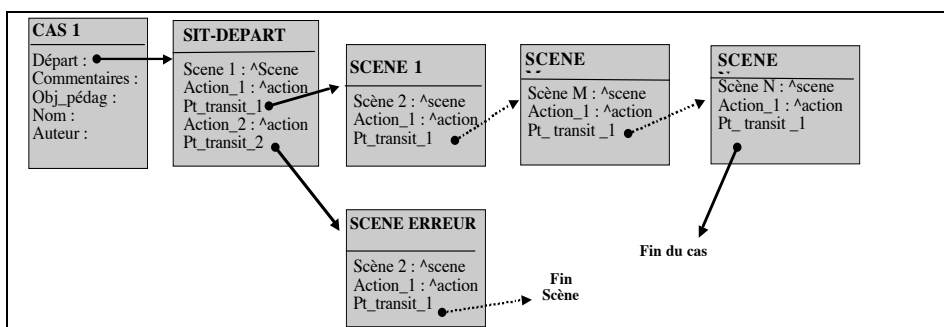 CAS 1
Départ :
Commentaires :
Obj_pédag :
Nom :
Auteur :
SIT-DEPART
Scene 1 : ^Scene
Action_1 : ^action
Pt_transit_1
Action_2 : ^action
Pt_transit_2
SCENE 1
Scène 2 : ^scene
Action_1 : ^action
Pt_transit_1
SCENE
Scène M : ^scene
Action_1 : ^action
Pt_ transit _1
SCENE
Scène N : ^scene
Action_1 : ^action
Pt_ transit _1
SCENE ERREUR
Scène 2 : ^scene
Action_1 : ^action
Pt_transit_1
Fin
Scène
Fin du cas